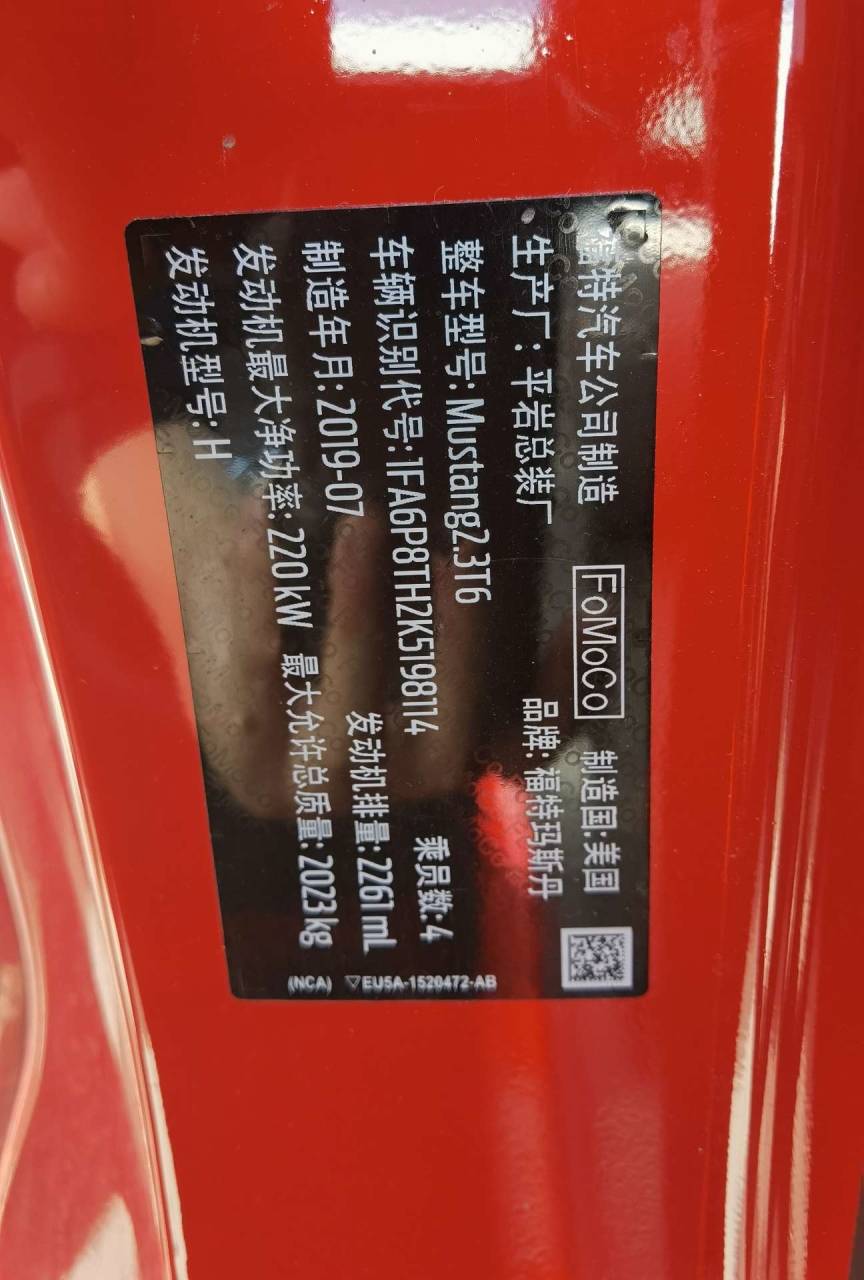 福特汽车公司制造 FoMoCo 制造国:美国
生产厂:平岩总装厂 品牌:福特玛斯丹
整车型号:Mustang2.3T6
车辆识别代号:1FA6P8TH2K5198114 乘员数:4
制造年月:2019-07 发动机排量:2261mL
发动机最大净功率:220kW 最大允许总质量:2023kg
发动机型号:H
(NCA) ▽EU5A-1520472-AB